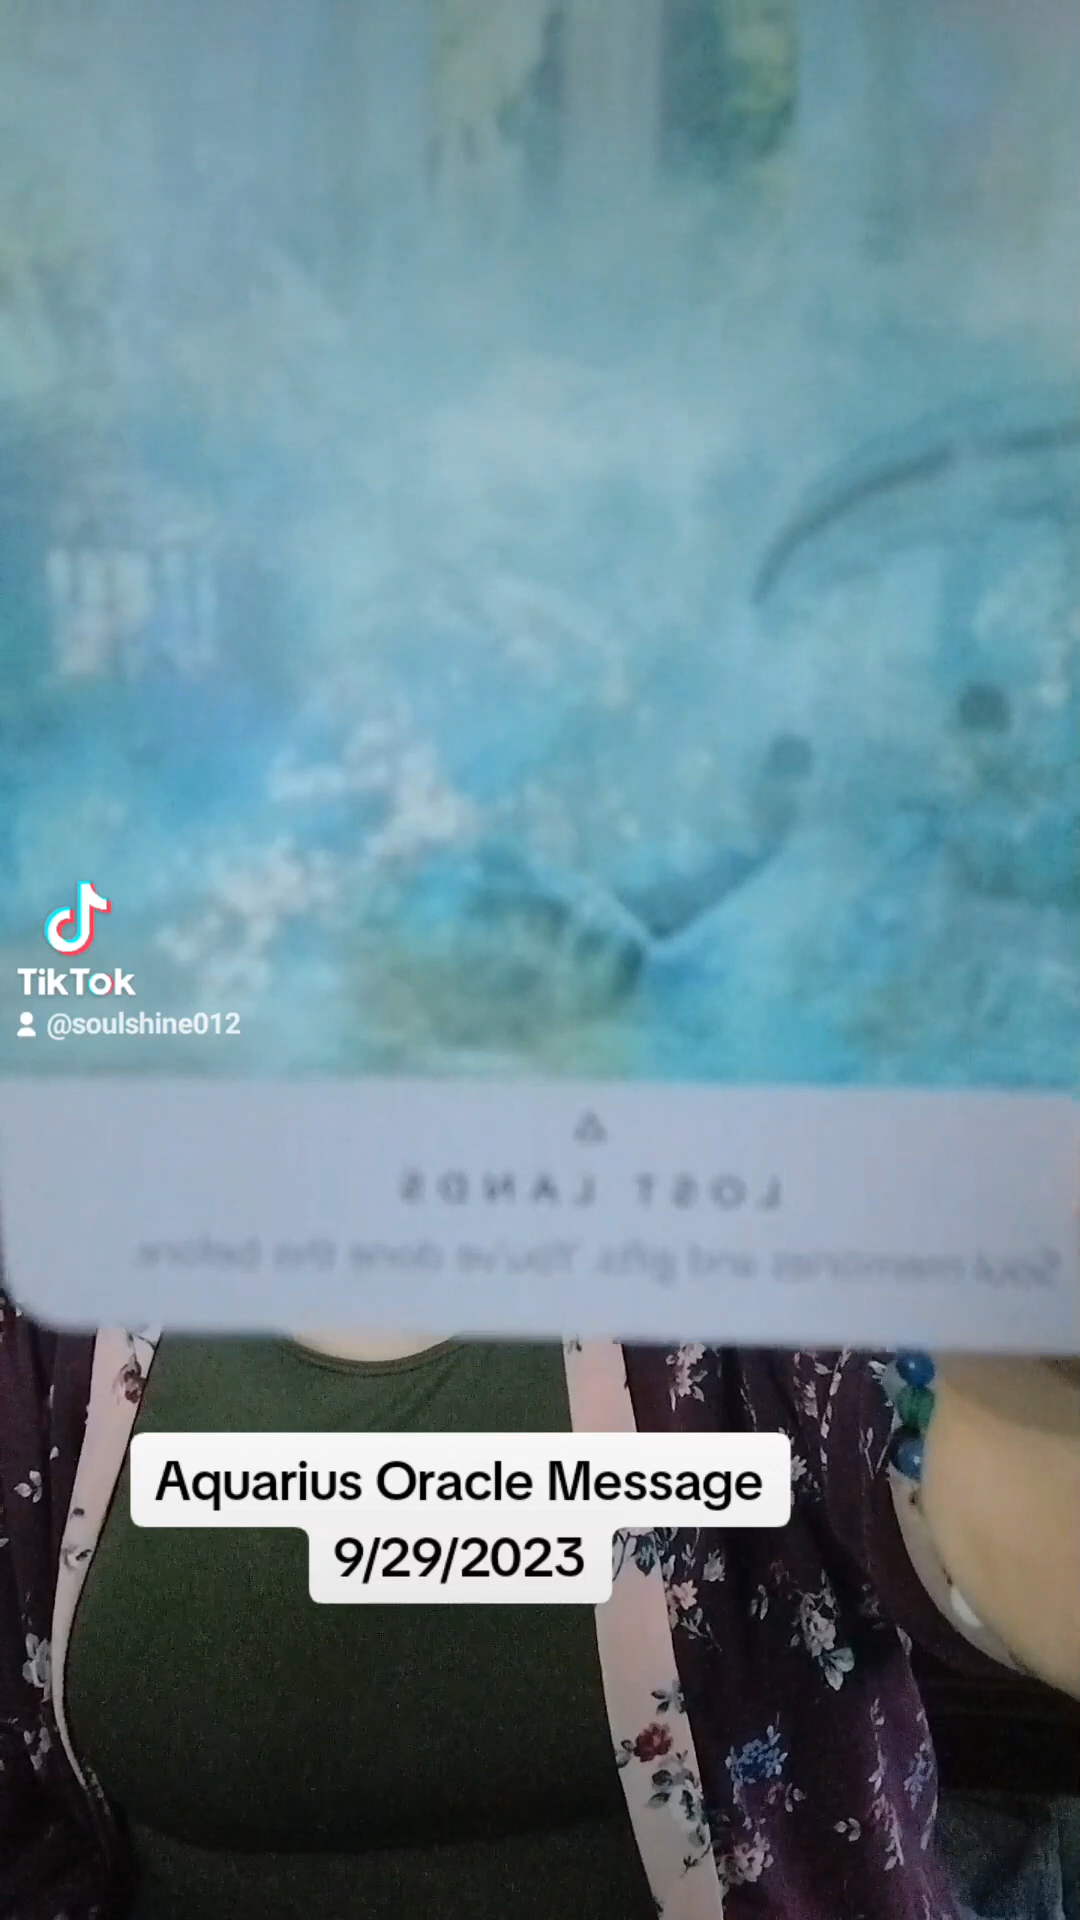 TikTok
@soulshine012
LOST LANDS
Soul memories and gifts. You've done this before.
Aquarius Oracle Message
9/29/2023